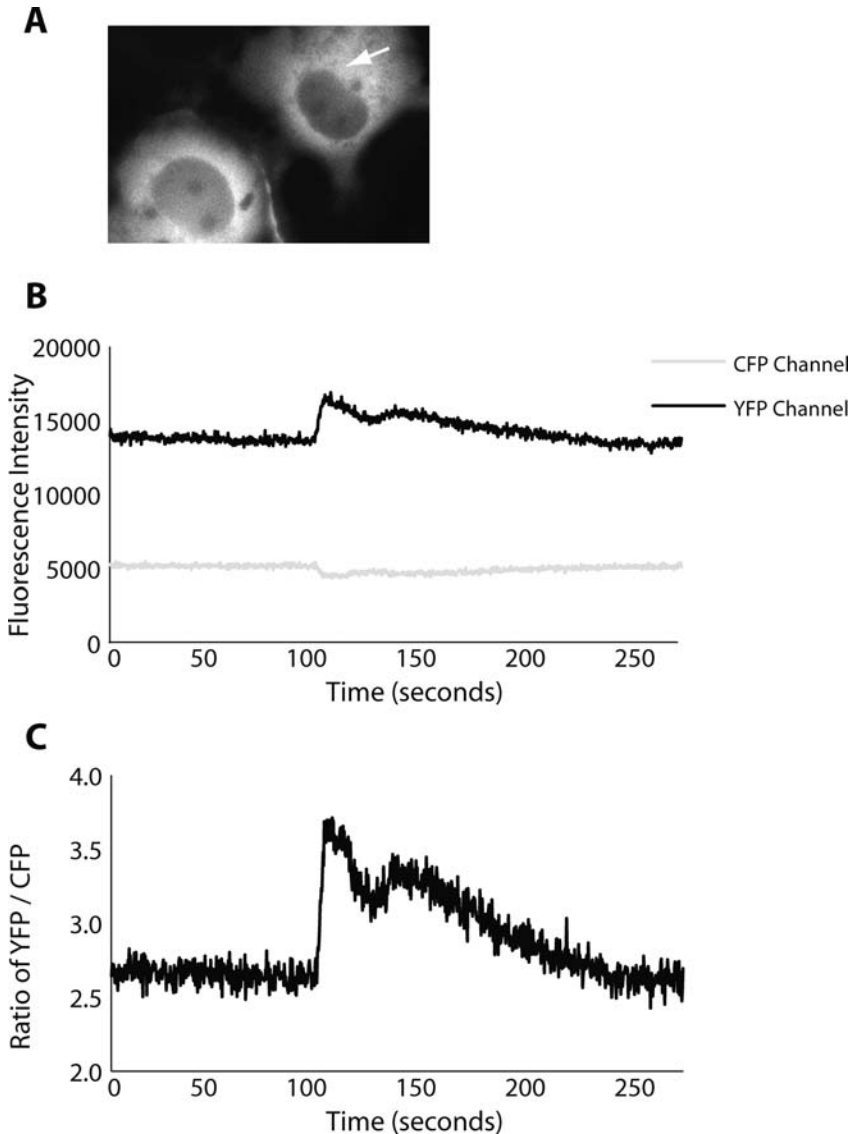 A
B
20000
15000
10000
5000
0
Fluorescence Intensity
0 50 100 150 200 250
Time (seconds)
CFP Channel
YFP Channel
C
4.0
3.5
3.0
2.5
2.0
Ratio of YFP / CFP
0 50 100 150 200 250
Time (seconds)